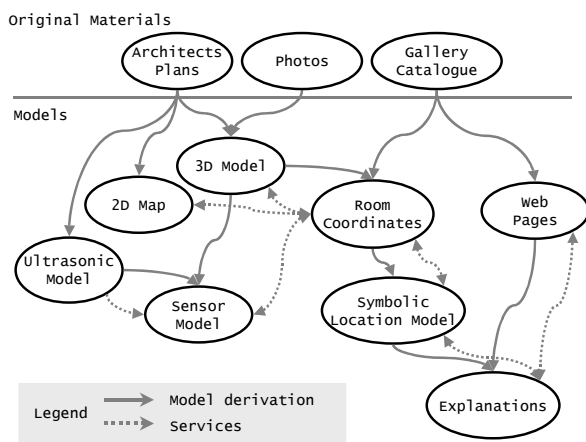 Original Materials
Architects
Plans
Photos
Gallery
Catalogue
Models
3D Model
2D Map
Room
Coordinates
Web
Pages
Ultrasonic
Model
Sensor
Model
Symbolic
Location Model
Explanations
Legend
Model derivation
Services